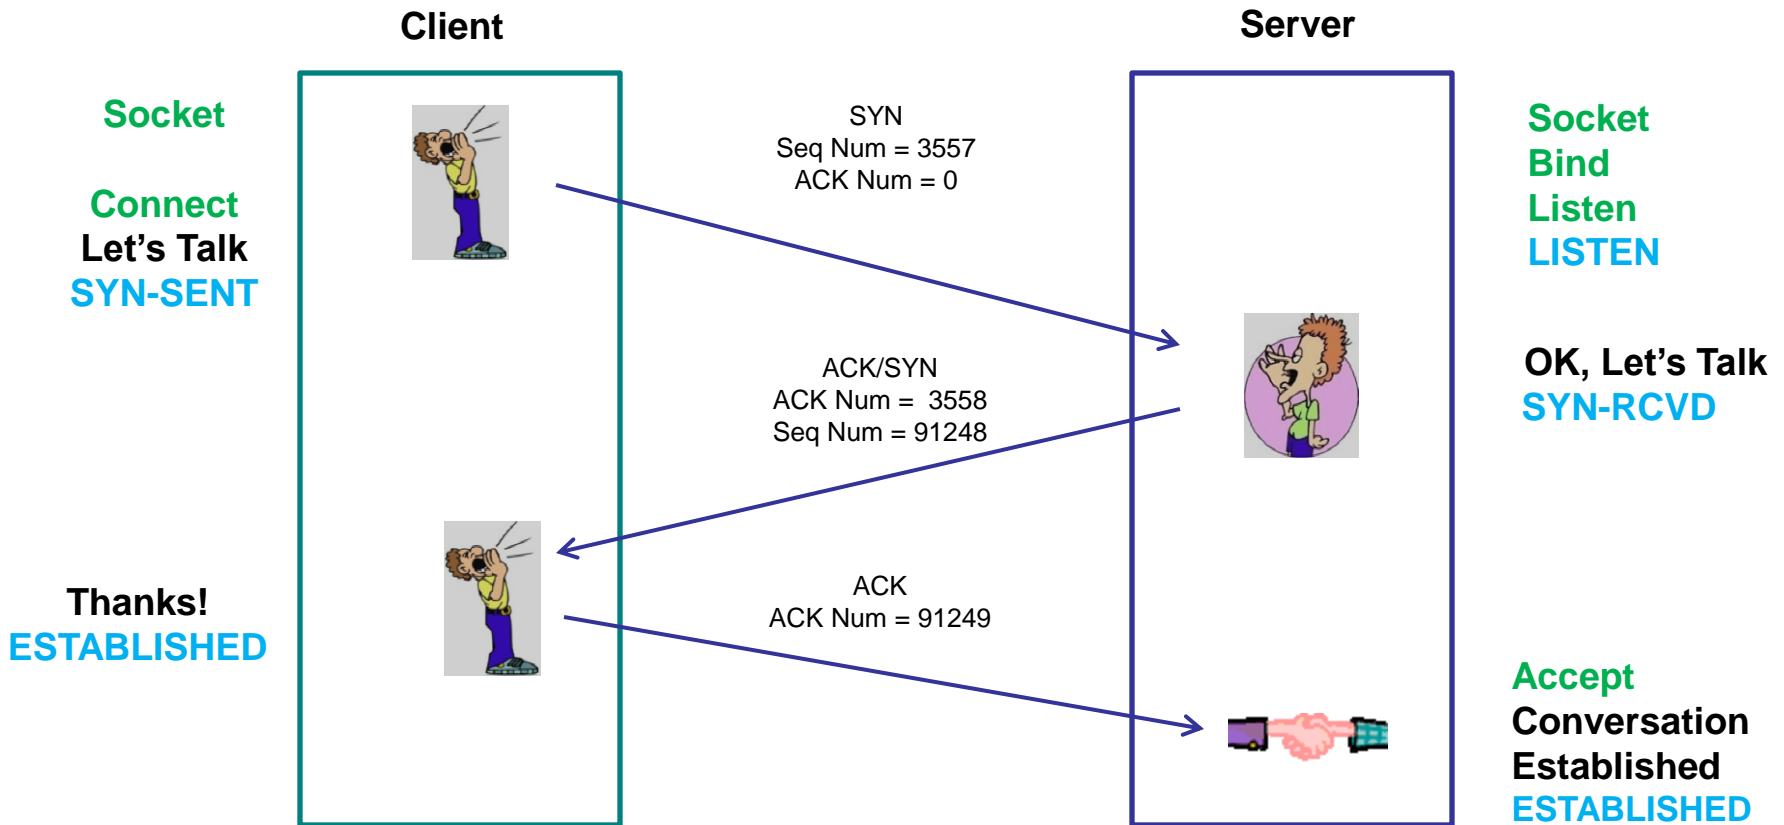 Client
Server
Socket
Connect
Let's Talk
SYN-SENT
SYN
Seq Num = 3557
ACK Num = 0
Socket
Bind
Listen
LISTEN
ACK/SYN
ACK Num =  3558
Seq Num = 91248
OK, Let's Talk
SYN-RCVD
Thanks!
ESTABLISHED
ACK
ACK Num = 91249
Accept
Conversation
Established
ESTABLISHED